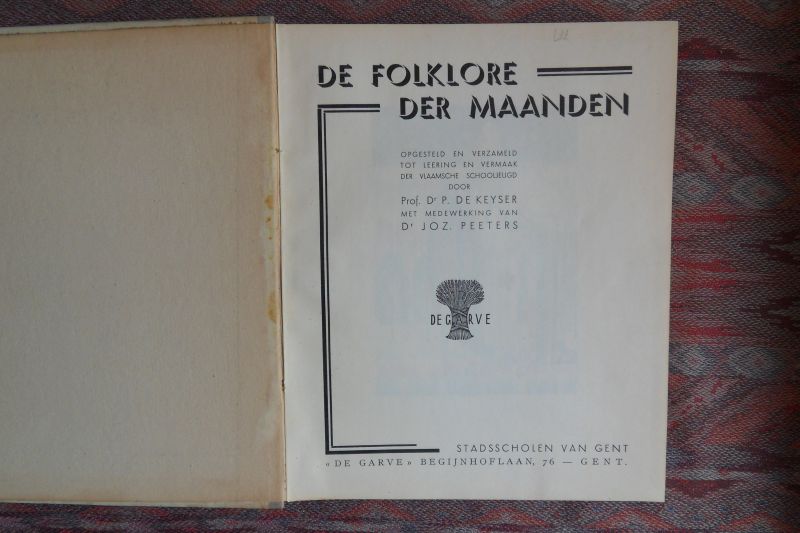 DE FOLKLORE
DER MAANDEN
OPGESTELD EN VERZAMELD
TOT LEERING EN VERMAAK
DER VLAAMSCHE SCHOOLJEUGD
DOOR
Prof. Dr P. DE KEYSER
MET MEDEWERKING VAN
Dr JOZ. PEETERS
DE GARVE
STADSSCHOLEN VAN GENT
« DE GARVE » BEGIJNHOFLAAN, 76 — GENT.